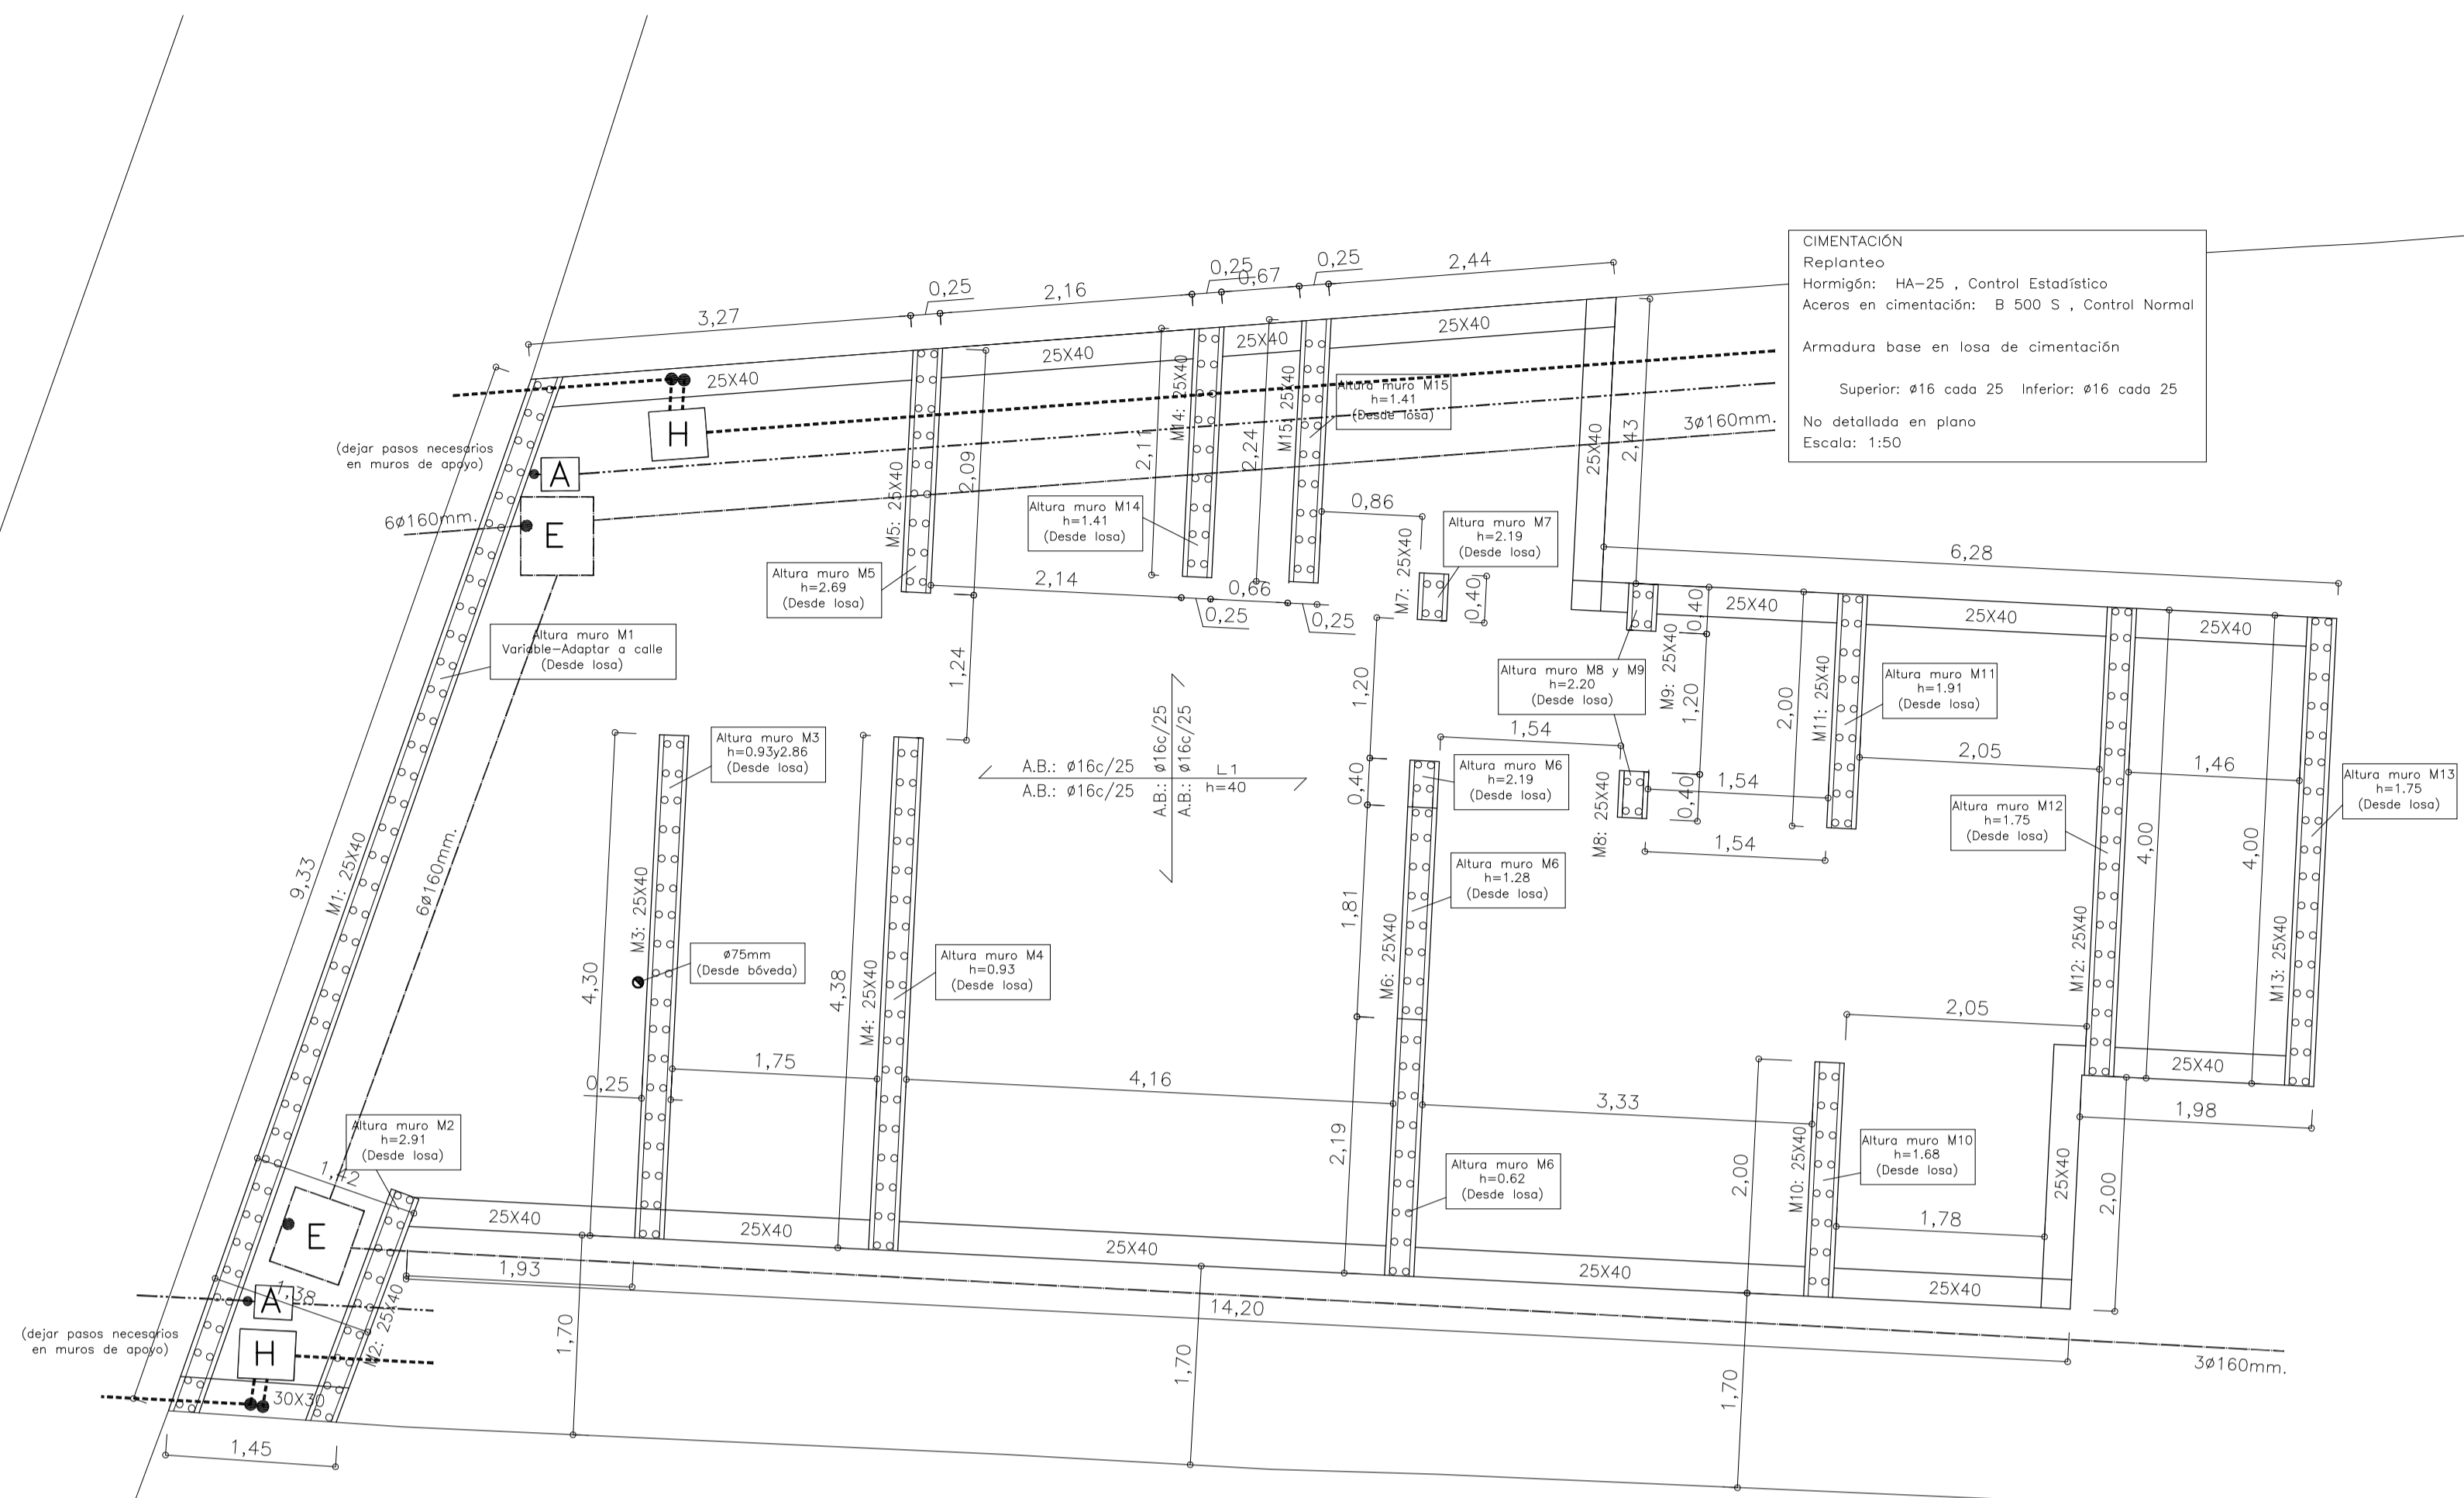 CIMENTACIÓN
Replanteo
Hormigón: HA-25 , Control Estadístico
Aceros en cimentación: B 500 S , Control Normal
Armadura base en losa de cimentación
Superior: ø16 cada 25 Inferior: ø16 cada 25
No detallada en plano
Escala: 1:50
0,25
0,25
0,25
2,44
0,67
2,16
3,27
25X40
25X40
25X40
25X40
H
(dejar pasos necesarios
en muros de apoyo)
A
6ø160mm.
E
3ø160mm.
M5: 25X40
2,09
M14: 25X40
2,11
2,24
M15: 25X40
Altura muro M15
h=1.41
(Desde losa)
25X40
2,43
Altura muro M14
h=1.41
(Desde losa)
0,86
M7: 25X40
Altura muro M7
h=2.19
(Desde losa)
0,40
6,28
Altura muro M5
h=2.69
(Desde losa)
2,14
0,66
0,25
0,25
25X40
25X40
25X40
0,40
Altura muro M1
Variable-Adaptar a calle
(Desde losa)
1,24
1,20
Altura muro M8 y M9
h=2.20
(Desde losa)
M9: 25X40
1,20
2,00
M11: 25X40
Altura muro M11
h=1.91
(Desde losa)
Altura muro M3
h=0.93y2.86
(Desde losa)
A.B.: ø16c/25
A.B.: ø16c/25
A.B.: ø16c/25
A.B.: ø16c/25
L1
h=40
1,54
0,40
Altura muro M6
h=2.19
(Desde losa)
M8: 25X40
0,40
1,54
1,54
2,05
1,46
Altura muro M13
h=1.75
(Desde losa)
Altura muro M12
h=1.75
(Desde losa)
4,00
4,00
9,33
M1: 25X40
6ø160mm.
M3: 25X40
4,30
ø75mm
(Desde bóveda)
4,38
M4: 25X40
Altura muro M4
h=0.93
(Desde losa)
1,81
M6: 25X40
Altura muro M6
h=1.28
(Desde losa)
M12: 25X40
M13: 25X40
2,05
25X40
0,25
1,75
4,16
3,33
1,98
Altura muro M2
h=2.91
(Desde losa)
1,42
2,19
Altura muro M6
h=0.62
(Desde losa)
2,00
M10: 25X40
Altura muro M10
h=1.68
(Desde losa)
25X40
2,00
1,78
E
25X40
25X40
25X40
25X40
25X40
1,93
14,20
A
1,38
M2: 25X40
(dejar pasos necesarios
en muros de apoyo)
H
30X30
1,70
1,70
1,70
3ø160mm.
1,45